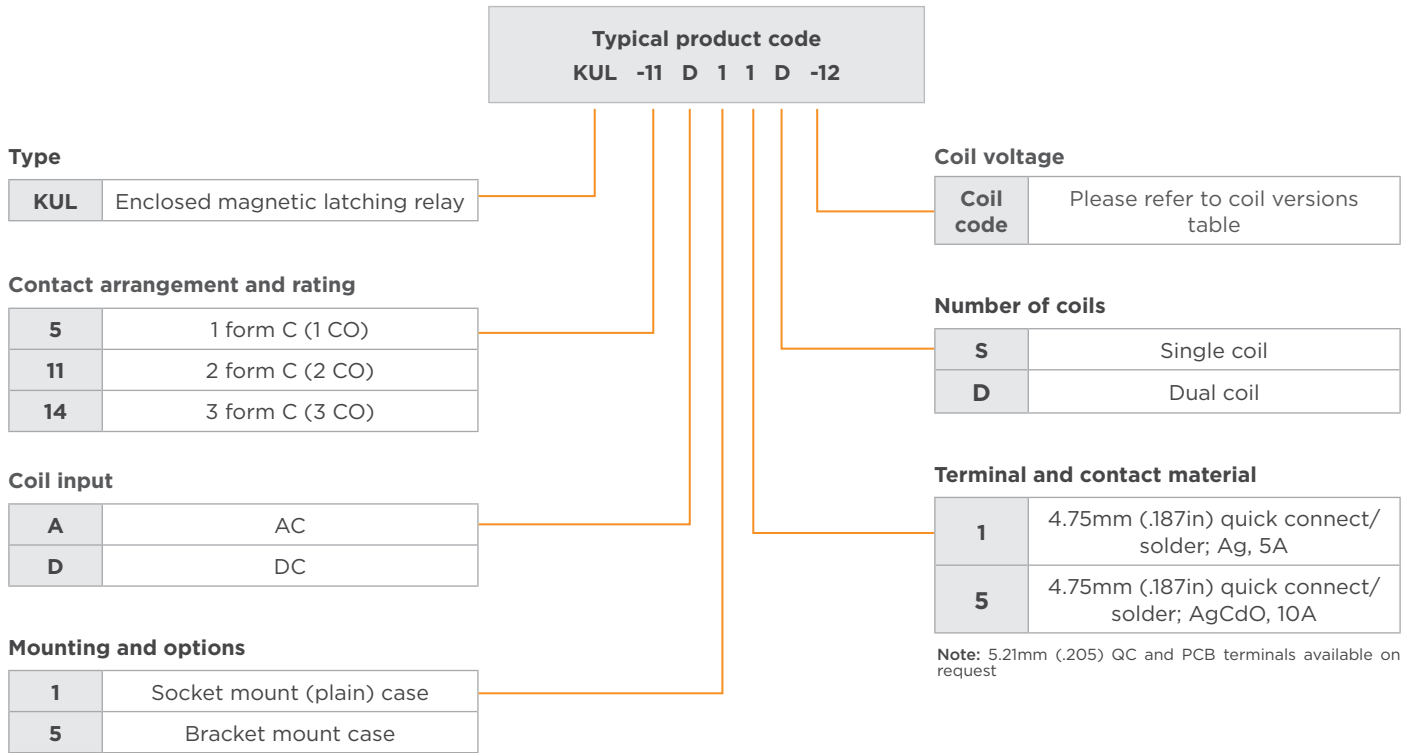 Typical product code
KUL -11 D 1 1 D -12
Type
KUL Enclosed magnetic latching relay
Contact arrangement and rating
5 1 form C (1 CO)
11 2 form C (2 CO)
14 3 form C (3 CO)
Coil input
A AC
D DC
Mounting and options
1 Socket mount (plain) case
5 Bracket mount case
Coil voltage
Coil code Please refer to coil versions
table
Number of coils
S Single coil
D Dual coil
Terminal and contact material
1 4.75mm (.187in) quick connect/
solder; Ag, 5A
5 4.75mm (.187in) quick connect/
solder; AgCdO, 10A
Note: 5.21mm (.205) QC and PCB terminals available on
request